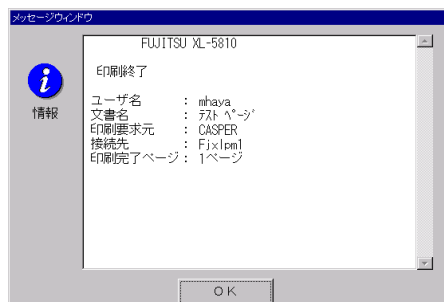 メッセージウィンドウ
FUJITSU XL-5810
印刷終了
情報
ユーザ名 : mhaya
文書名 : ﾃｽﾄ ﾍﾟｰｼﾞ
印刷要求元 : CASPER
接続先 : Fjxlpm1
印刷完了ページ : 1ページ
OK